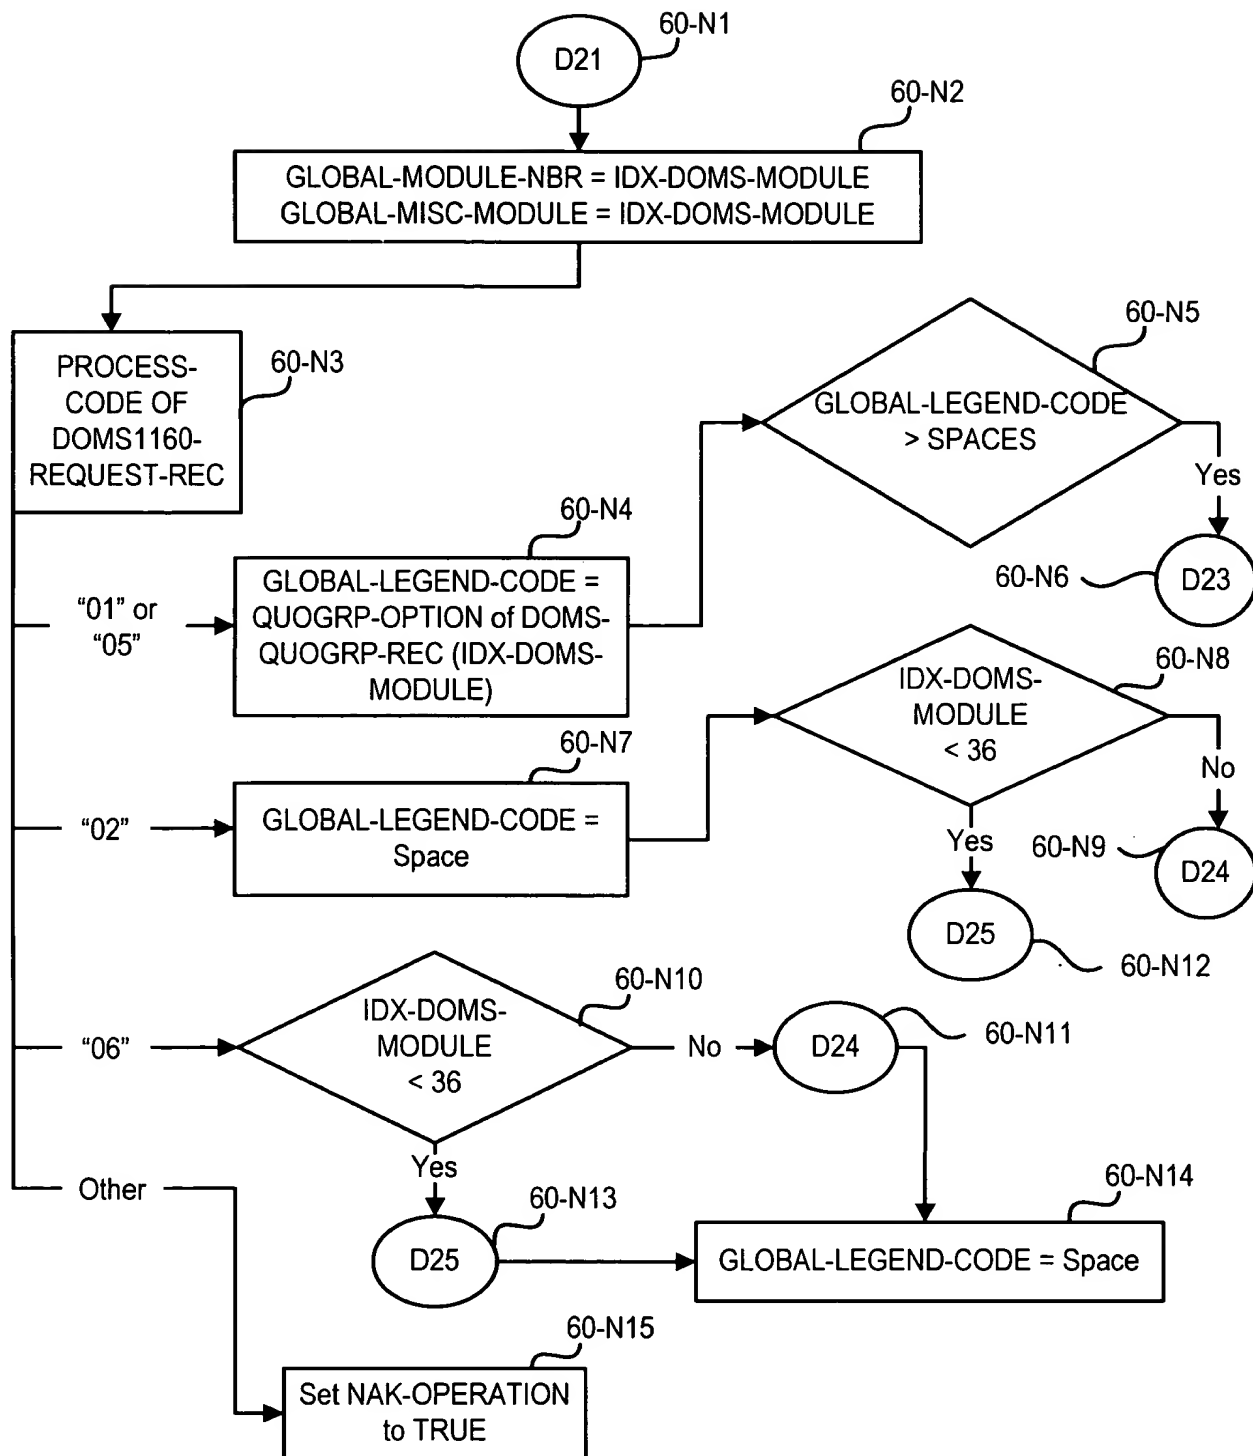 60-N1
D21
60-N2
GLOBAL-MODULE-NBR = IDX-DOMS-MODULE
GLOBAL-MISC-MODULE = IDX-DOMS-MODULE
60-N3
PROCESS-
CODE OF
DOMS1160-
REQUEST-REC
60-N5
GLOBAL-LEGEND-CODE
> SPACES
Yes
60-N6
D23
60-N4
“01” or
“05”
GLOBAL-LEGEND-CODE =
QUOGRP-OPTION of DOMS-
QUOGRP-REC (IDX-DOMS-
MODULE)
60-N8
IDX-DOMS-
MODULE
< 36
No
60-N9
D24
Yes
D25
60-N12
60-N7
“02”
GLOBAL-LEGEND-CODE =
Space
60-N10
“06”
IDX-DOMS-
MODULE
< 36
No
D24
60-N11
Yes
60-N13
D25
60-N14
GLOBAL-LEGEND-CODE = Space
Other
60-N15
Set NAK-OPERATION
to TRUE